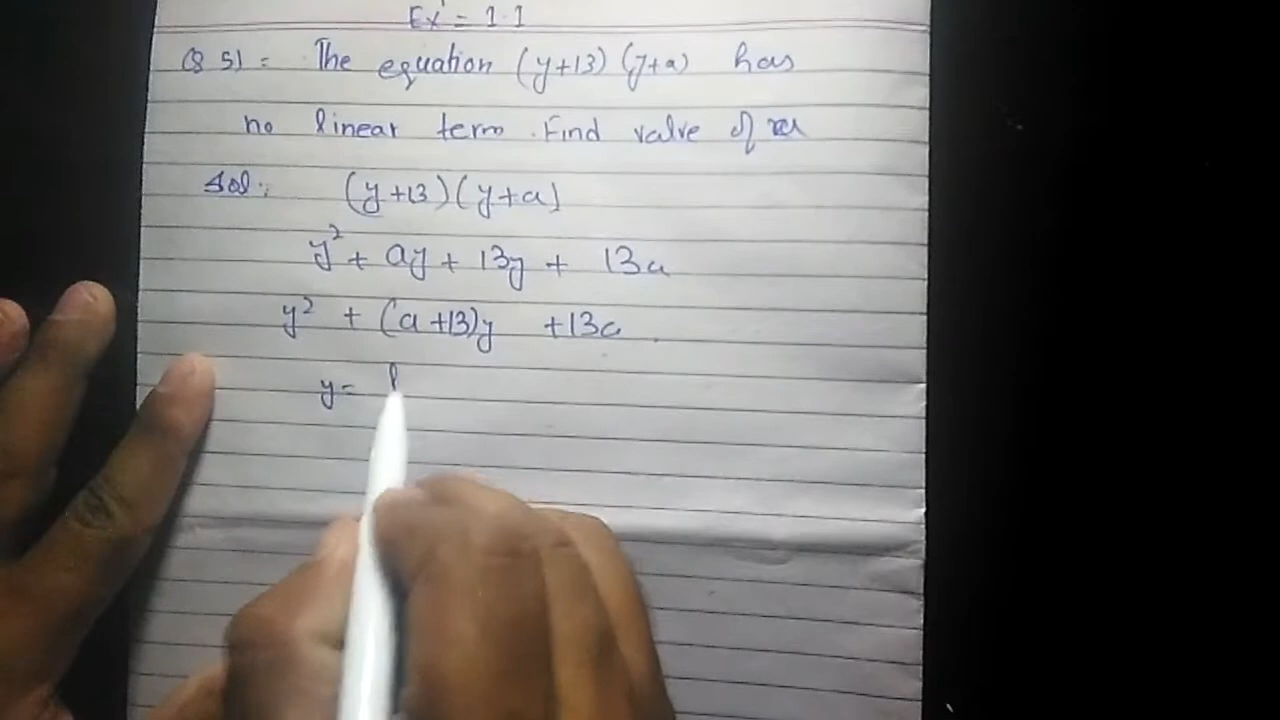 Ex = 1.1
Q 5) = The equation (y+13) (y+a) has
no linear term. Find value of a
Sol:
(y+13)(y+a)
y² + ay + 13y + 13a
y² + (a+13)y +13a
y =